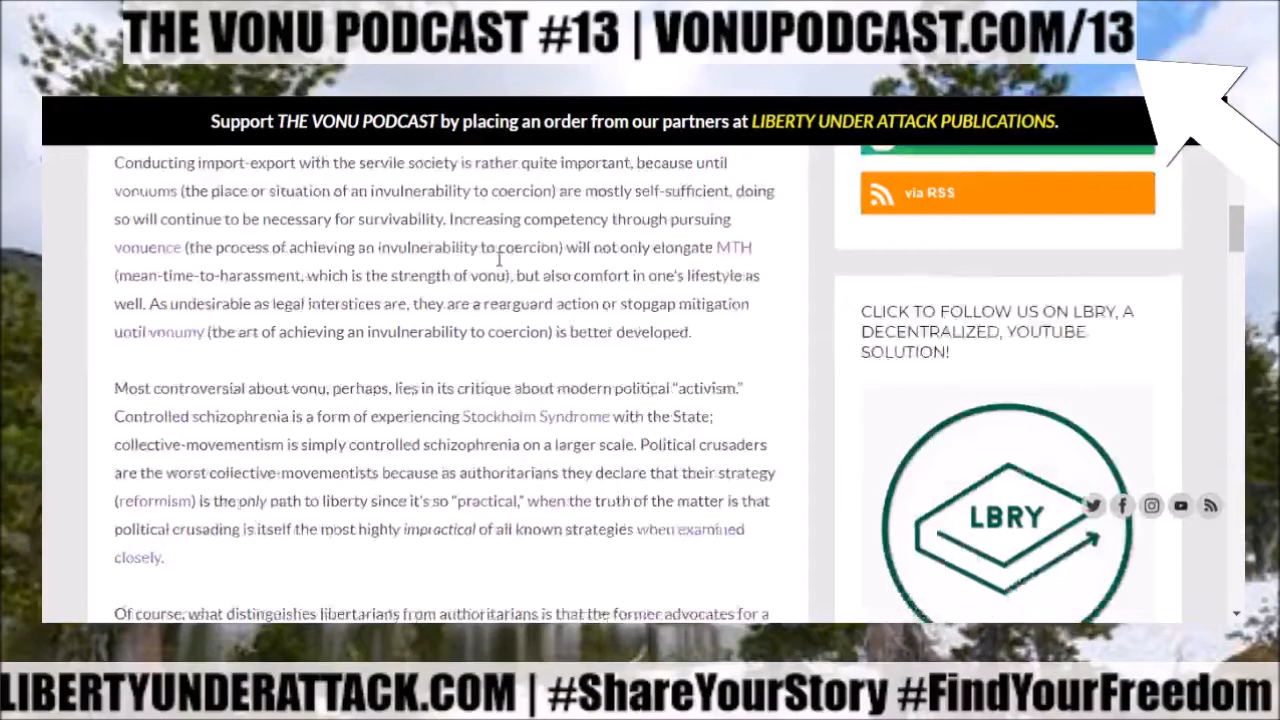 THE VONU PODCAST #13 | VONUPODCAST.COM/13
Support THE VONU PODCAST by placing an order from our partners at LIBERTY UNDER ATTACK PUBLICATIONS.
Conducting import-export with the servile society is rather quite important, because until
vonuums (the place or situation of an invulnerability to coercion) are mostly self-sufficient, doing
so will continue to be necessary for survivability. Increasing competency through pursuing
vonuence (the process of achieving an invulnerability to coercion) will not only elongate MTH
(mean-time-to-harassment, which is the strength of vonu), but also comfort in one's lifestyle as
well. As undesirable as legal interstices are, they are a rearguard action or stopgap mitigation
until vonumy (the art of achieving an invulnerability to coercion) is better developed.
Most controversial about vonu, perhaps, lies in its critique about modern political “activism.”
Controlled schizophrenia is a form of experiencing Stockholm Syndrome with the State;
collective-movementism is simply controlled schizophrenia on a larger scale. Political crusaders
are the worst collective-movementists because as authoritarians they declare that their strategy
(reformism) is the only path to liberty since it's so “practical,” when the truth of the matter is that
political crusading is itself the most highly impractical of all known strategies when examined
closely.
Of course, what distinguishes libertarians from authoritarians is that the former advocates for a
via RSS
CLICK TO FOLLOW US ON LBRY, A
DECENTRALIZED, YOUTUBE
SOLUTION!
LBRY
LIBERTYUNDERATTACK.COM | #ShareYourStory #FindYourFreedom